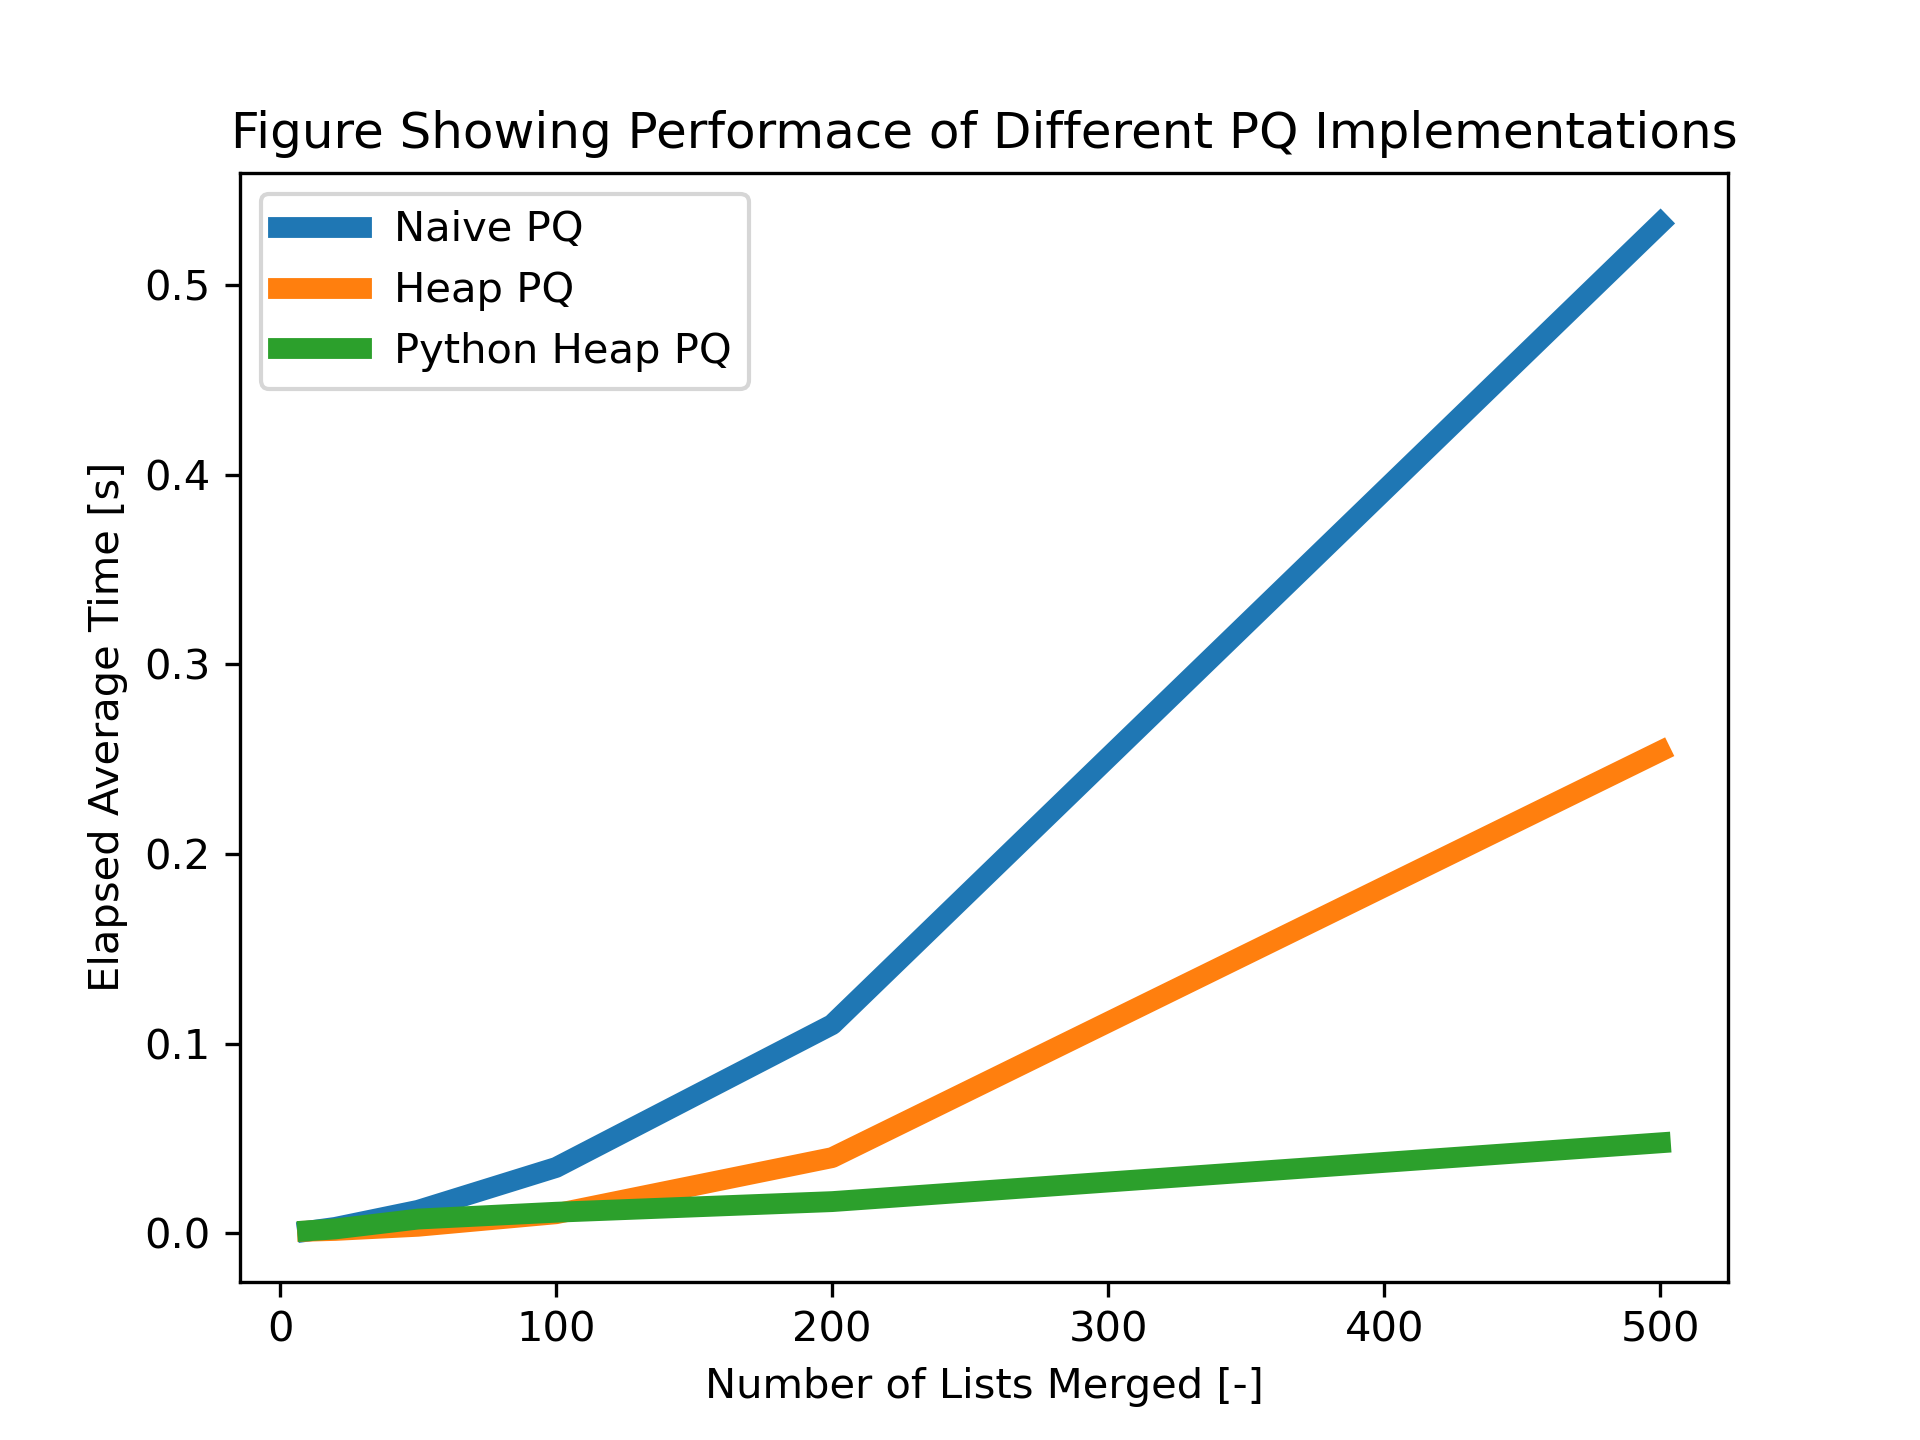 Figure Showing Performace of Different PQ Implementations
Naive PQ
Heap PQ
Python Heap PQ
Elapsed Average Time [s]
0.5
0.4
0.3
0.2
0.1
0.0
0 100 200 300 400 500
Number of Lists Merged [-]